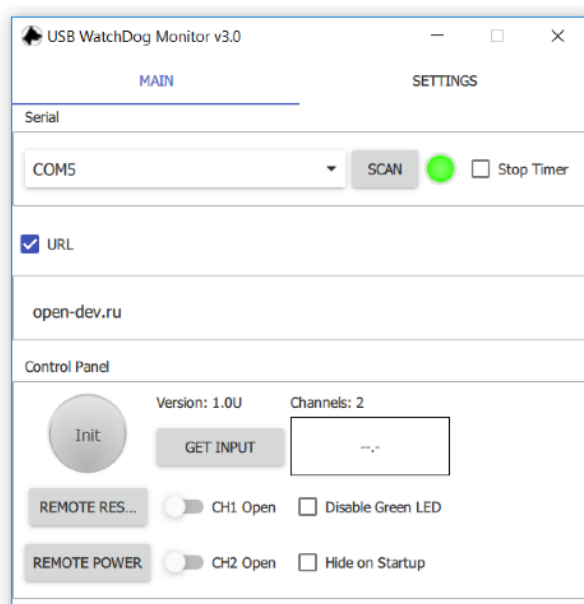 USB WatchDog Monitor v3.0
MAIN SETTINGS
Serial
COM5 SCAN Stop Timer
URL
open-dev.ru
Control Panel
Version: 1.0U Channels: 2
Init GET INPUT --.-
REMOTE RES... CH1 Open Disable Green LED
REMOTE POWER CH2 Open Hide on Startup